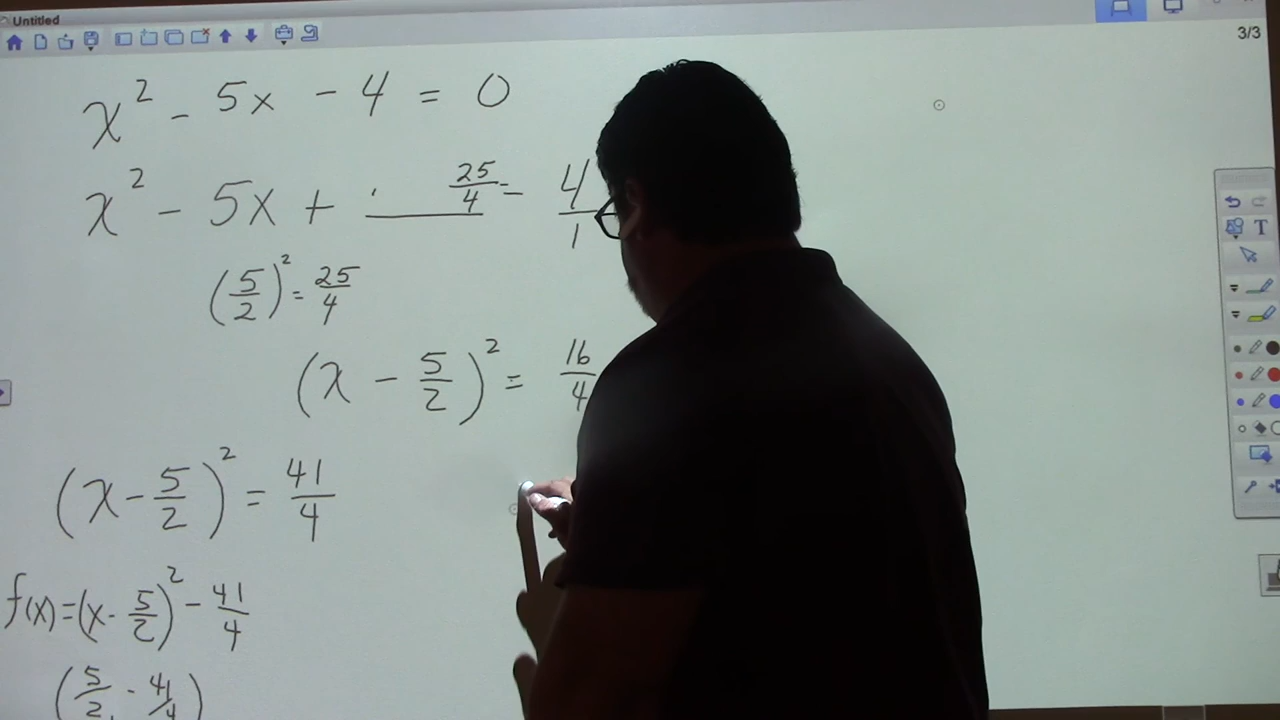 Untitled
3/3
x² - 5x - 4 = 0
x² - 5x + ___ 25/4 = 4/1
(5/2)² = 25/4
(x - 5/2)² = 16/4
(x - 5/2)² = 41/4
f(x) = (x - 5/2)² - 41/4
(5/2, -41/4)
T